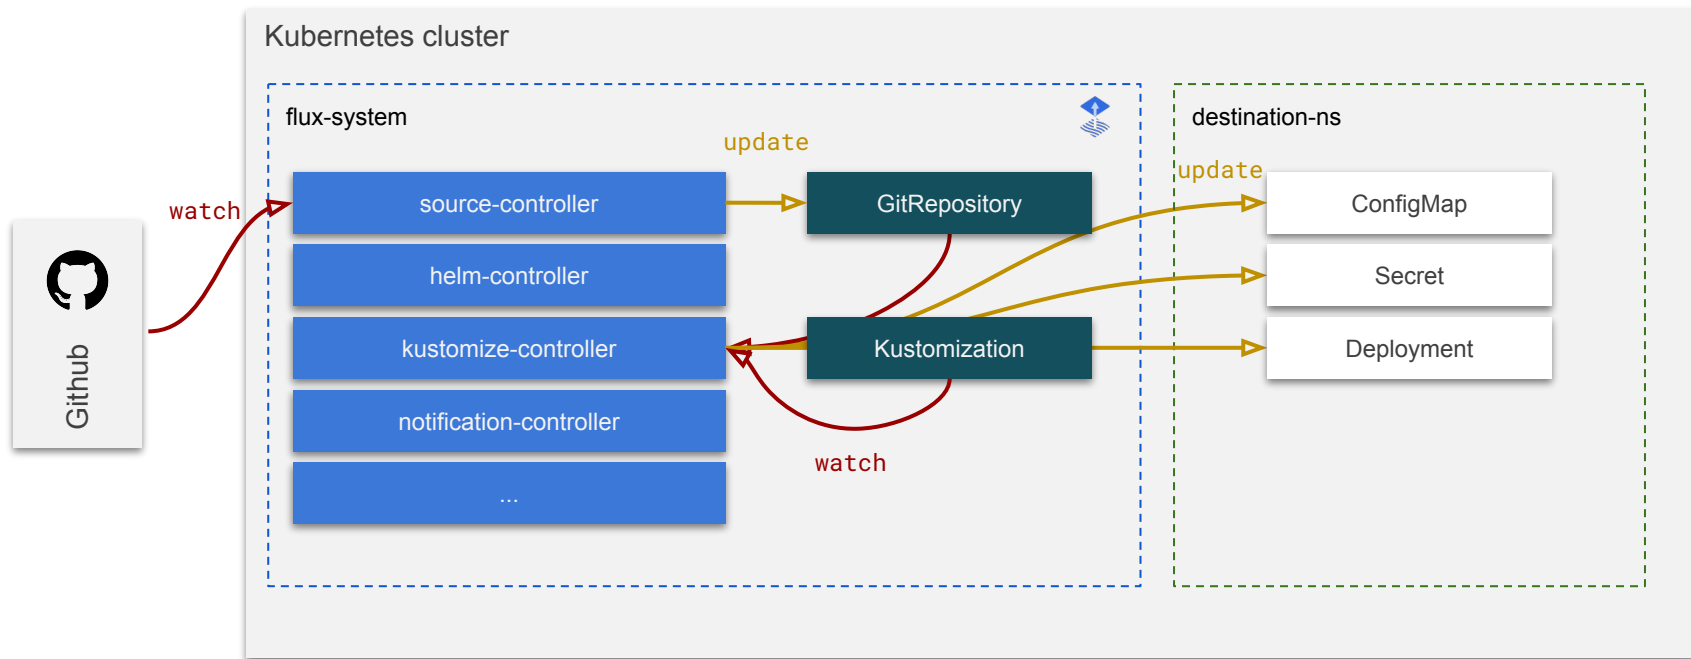 Kubernetes cluster
flux-system
destination-ns
update
update
watch
source-controller
GitRepository
ConfigMap
helm-controller
Secret
kustomize-controller
Kustomization
Deployment
Github
notification-controller
watch
...